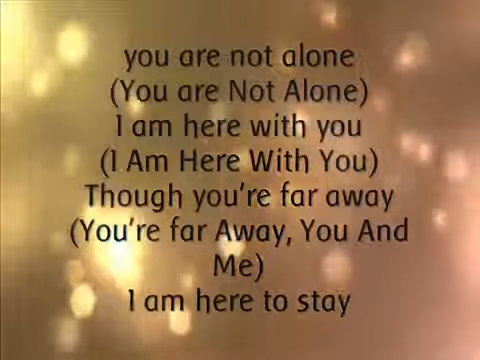 you are not alone
(You are Not Alone)
I am here with you
(I Am Here With You)
Though you're far away
(You're far Away, You And
Me)
I am here to stay